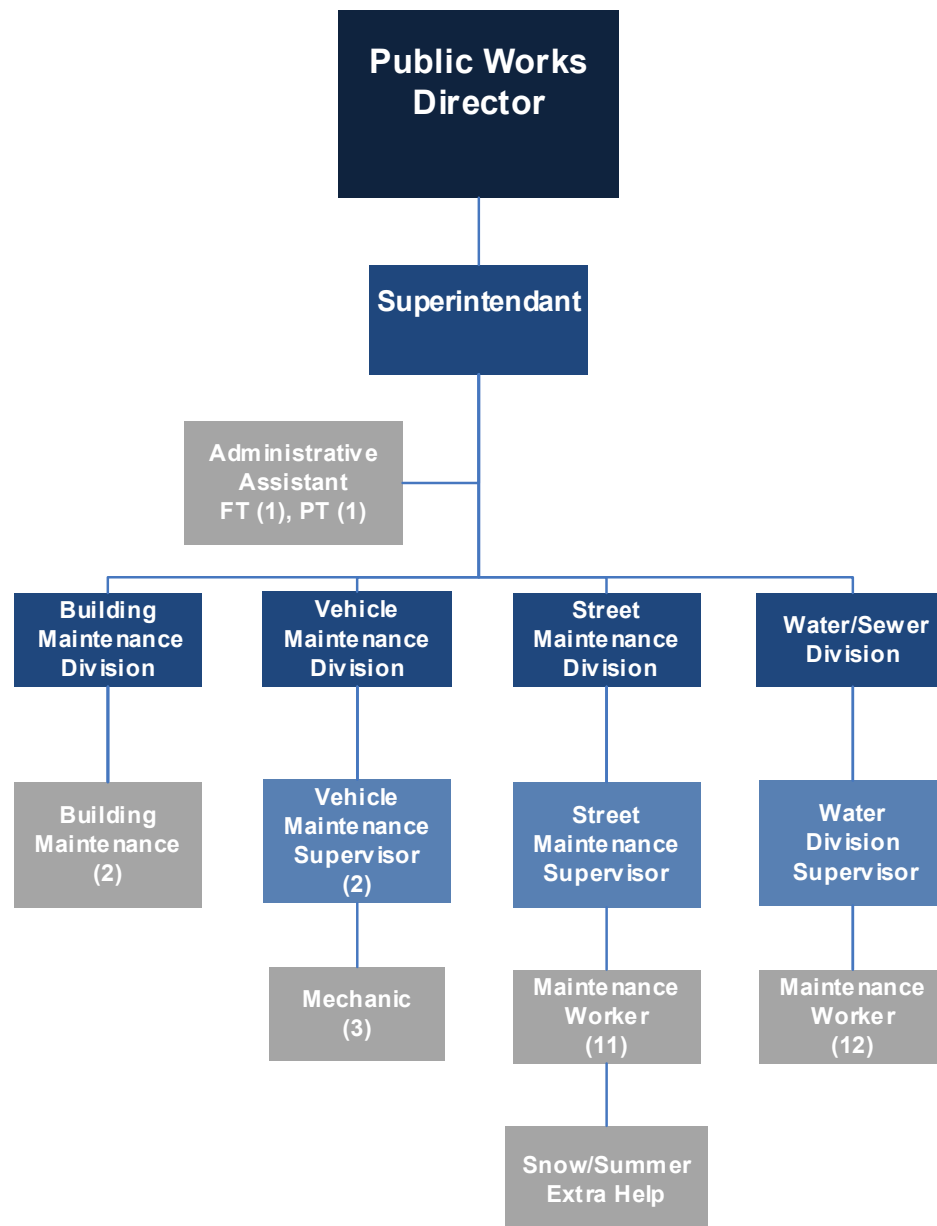 Public Works
Director
Superintendant
Administrative
Assistant
FT (1), PT (1)
Building
Maintenance
Division
Vehicle
Maintenance
Division
Street
Maintenance
Division
Water/Sewer
Division
Building
Maintenance
(2)
Vehicle
Maintenance
Supervisor
(2)
Street
Maintenance
Supervisor
Water
Division
Supervisor
Mechanic
(3)
Maintenance
Worker
(11)
Maintenance
Worker
(12)
Snow/Summer
Extra Help